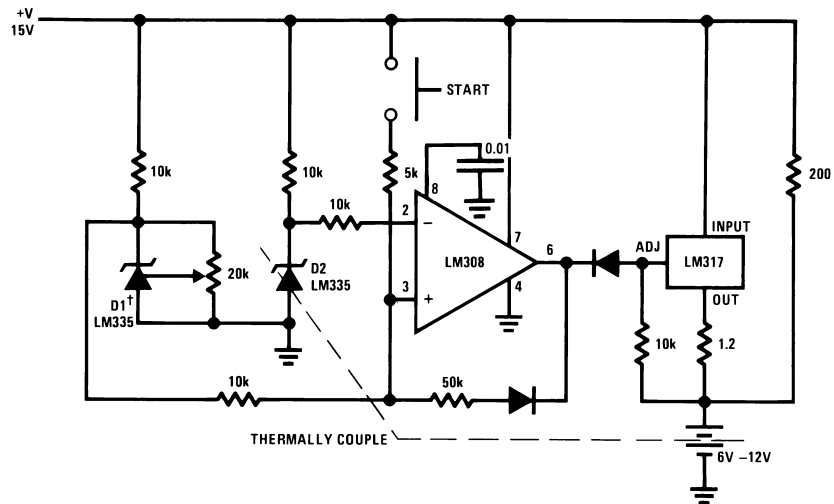 +V
15V
START
10k
10k
5k
0.01
8
200
10k
2
−
7
6
ADJ
INPUT
LM308
LM317
D1†
LM335
20k
D2
LM335
3
+
4
OUT
10k
1.2
10k
50k
THERMALLY COUPLE
6V –12V